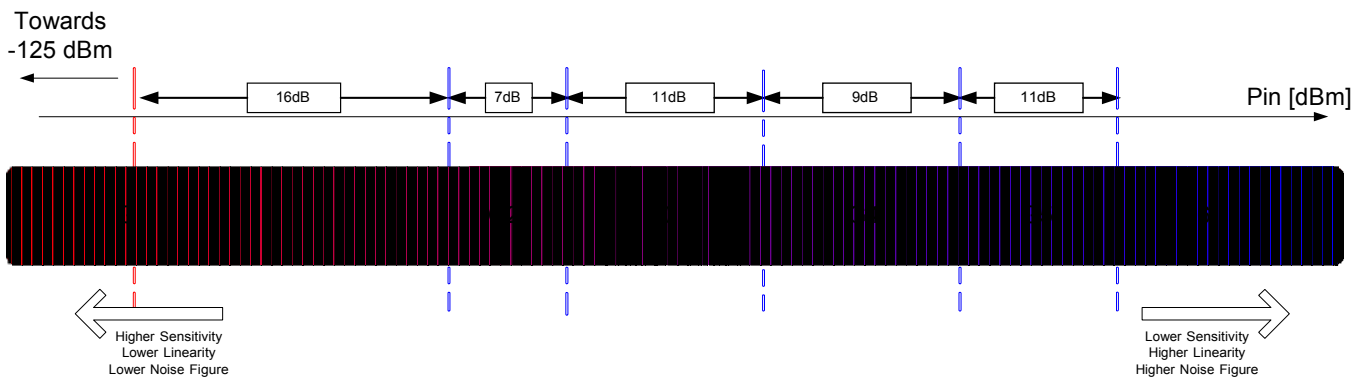 Towards
-125 dBm
16dB
7dB
11dB
9dB
11dB
Pin [dBm]
Higher Sensitivity
Lower Linearity
Lower Noise Figure
Lower Sensitivity
Higher Linearity
Higher Noise Figure